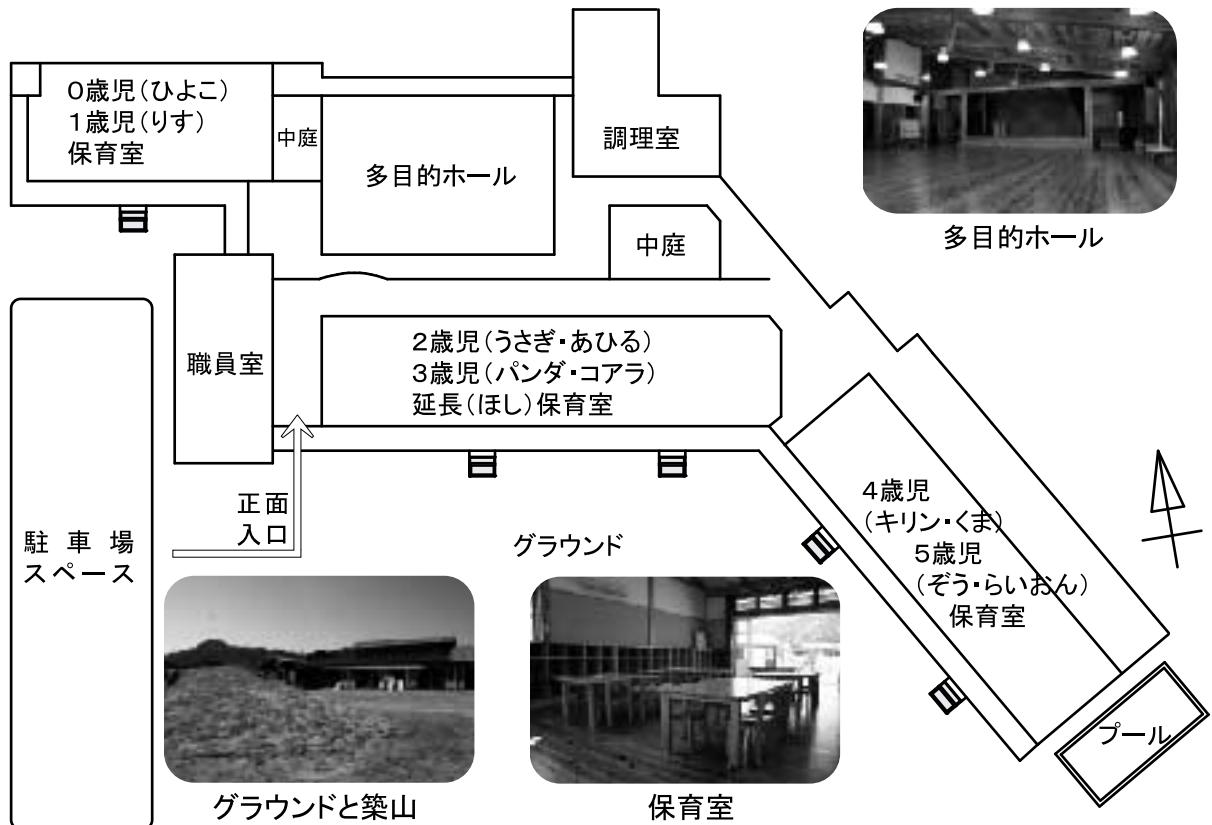 ０歳児（ひよこ）
１歳児（りす）
保育室
中庭
多目的ホール
調理室
多目的ホール
中庭
職員室
２歳児（うさぎ・あひる）
３歳児（パンダ・コアラ）
延長（ほし）保育室
正面
入口
駐車場
スペース
グラウンド
４歳児
（キリン・くま）
５歳児
（ぞう・らいおん）
保育室
プール
グラウンドと築山
保育室